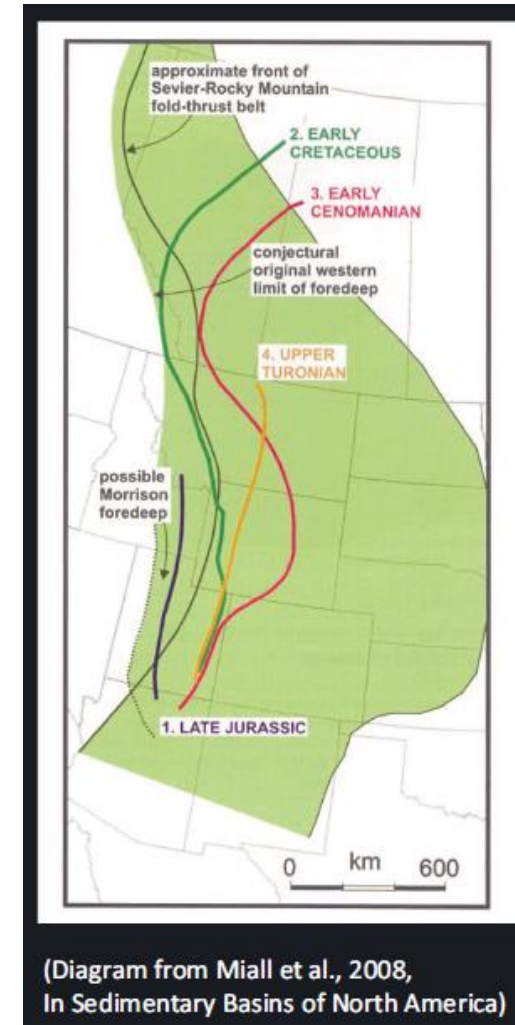 approximate front of
Sevier-Rocky Mountain
fold-thrust belt
2. EARLY
CRETACEOUS
3. EARLY
CENOMANIAN
conjectural
original western
limit of foredeep
4. UPPER
TURONIAN
possible
Morrison
foredeep
1. LATE JURASSIC
0 km 600
(Diagram from Miall et al., 2008,
In Sedimentary Basins of North America)